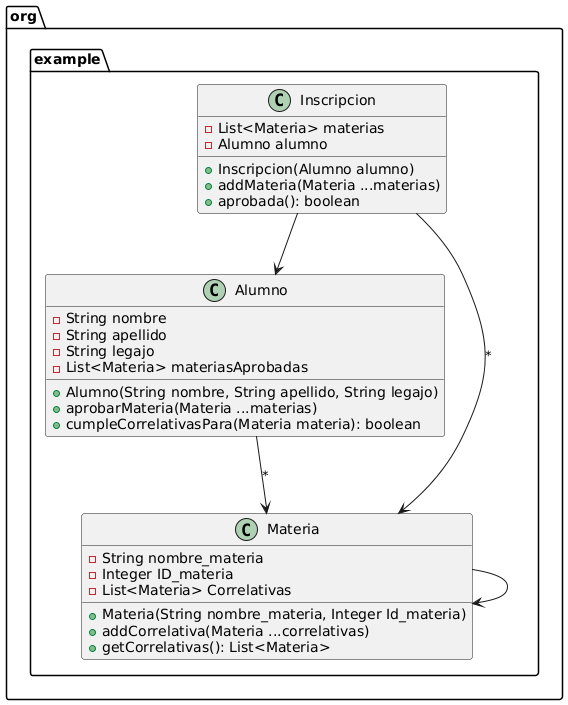 org
example
C Inscripcion
List<Materia> materias
Alumno alumno
Inscripcion(Alumno alumno)
addMateria(Materia ...materias)
aprobada(): boolean
C Alumno
String nombre
String apellido
String legajo
List<Materia> materiasAprobadas
Alumno(String nombre, String apellido, String legajo)
aprobarMateria(Materia ...materias)
cumpleCorrelativasPara(Materia materia): boolean
*
*
C Materia
String nombre_materia
Integer ID_materia
List<Materia> Correlativas
Materia(String nombre_materia, Integer Id_materia)
addCorrelativa(Materia ...correlativas)
getCorrelativas(): List<Materia>